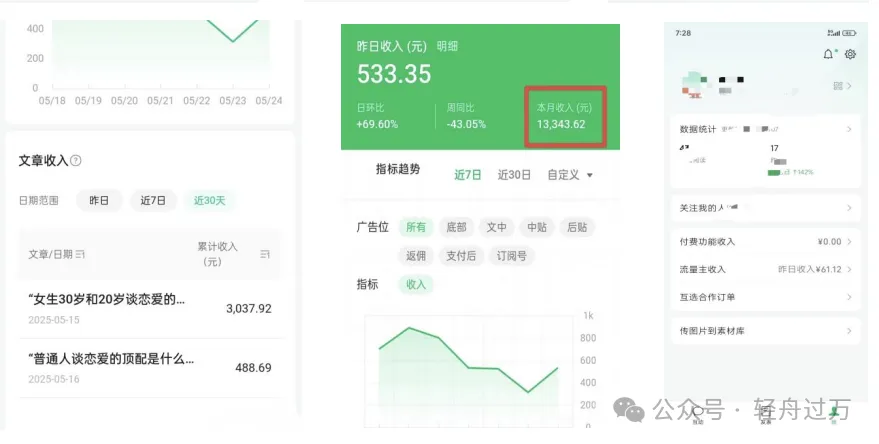 400
200
0
05/18 05/19 05/20 05/21 05/22 05/23 05/24
文章收入
日期范围 昨日 近7日 近30天
文章/日期 累计收入
（元）
“女生30岁和20岁谈恋爱的...
2025-05-15
3,037.92
“普通人谈恋爱的顶配是什么...
2025-05-16
488.69
昨日收入 (元) 明细
533.35
日环比 周同比 本月收入 (元)
+69.60% -43.05% 13,343.62
指标趋势 近7日 近30日 自定义
广告位 所有 底部 文中 中贴 后贴
返佣 支付后 订阅号
指标 收入
1k
800
600
400
200
0
7:28
数据统计
17
142%
关注我的人
付费功能收入 ¥0.00
流量主收入 昨日收入¥61.12
互选合作订单
传图片到素材库
互动 发表
公众号 · 轻舟过万